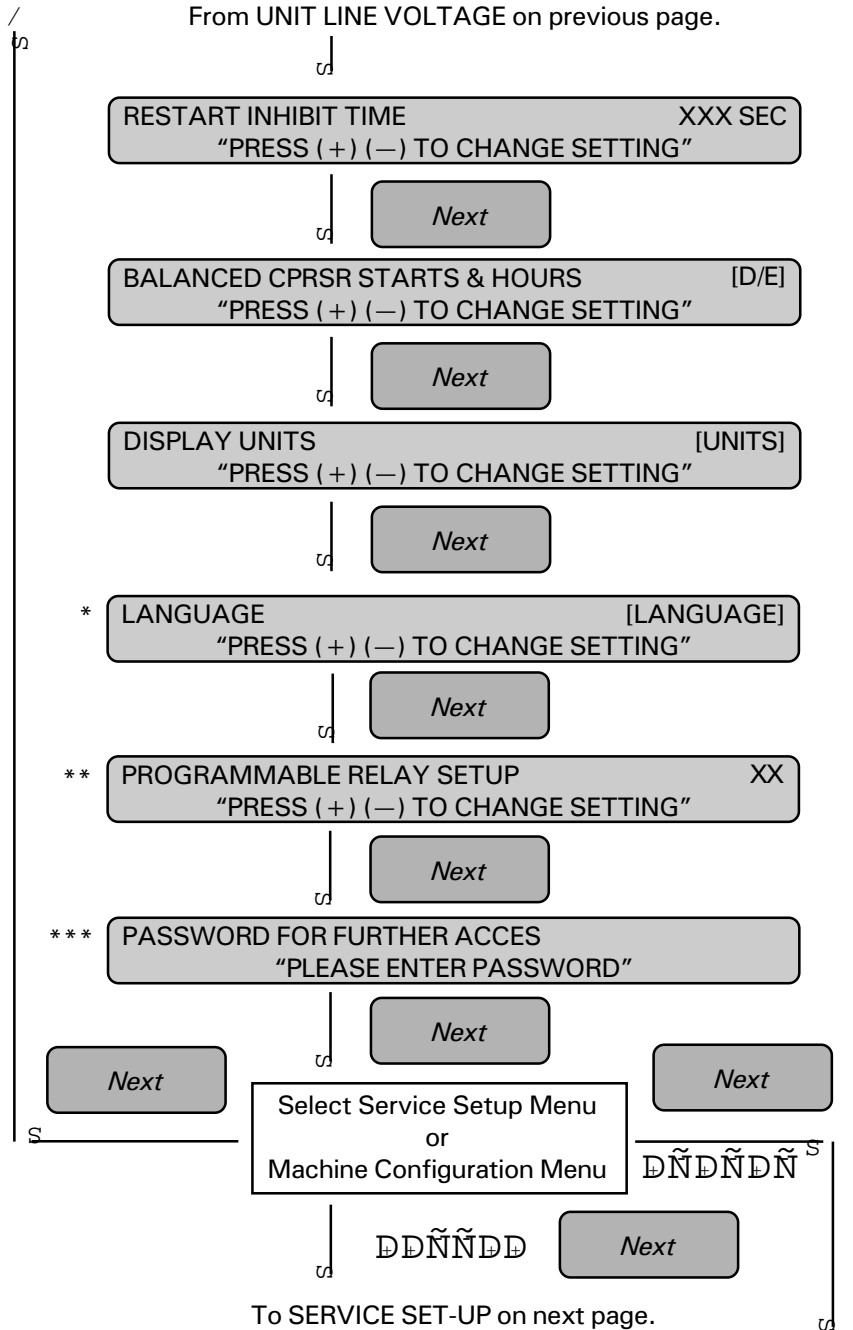 From UNIT LINE VOLTAGE on previous page.
RESTART INHIBIT TIME XXX SEC
“PRESS (+) (—) TO CHANGE SETTING”
Next
BALANCED CPRSR STARTS & HOURS [D/E]
“PRESS (+) (—) TO CHANGE SETTING”
Next
DISPLAY UNITS [UNITS]
“PRESS (+) (—) TO CHANGE SETTING”
Next
* LANGUAGE [LANGUAGE]
“PRESS (+) (—) TO CHANGE SETTING”
Next
** PROGRAMMABLE RELAY SETUP XX
“PRESS (+) (—) TO CHANGE SETTING”
Next
*** PASSWORD FOR FURTHER ACCES
“PLEASE ENTER PASSWORD”
Next
Next
Next
Select Service Setup Menu
or
Machine Configuration Menu
Next
To SERVICE SET-UP on next page.